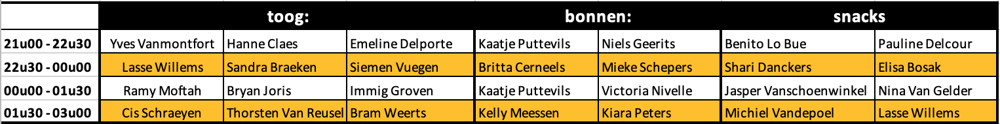 toog: bonnen: snacks
21u00 - 22u30 Yves Vanmontfort Hanne Claes Emeline Delporte Kaatje Puttevils Niels Geerits Benito Lo Bue Pauline Delcour
22u30 - 00u00 Lasse Willems Sandra Braeken Siemen Vuegen Britta Cerneels Mieke Schepers Shari Danckers Elisa Bosak
00u00 - 01u30 Ramy Moftah Bryan Joris Immig Groven Kaatje Puttevils Victoria Nivelle Jasper Vanschoenwinkel Nina Van Gelder
01u30 - 03u00 Cis Schraeyen Thorsten Van Reusel Bram Weerts Kelly Meessen Kiara Peters Michiel Vandepoel Lasse Willems